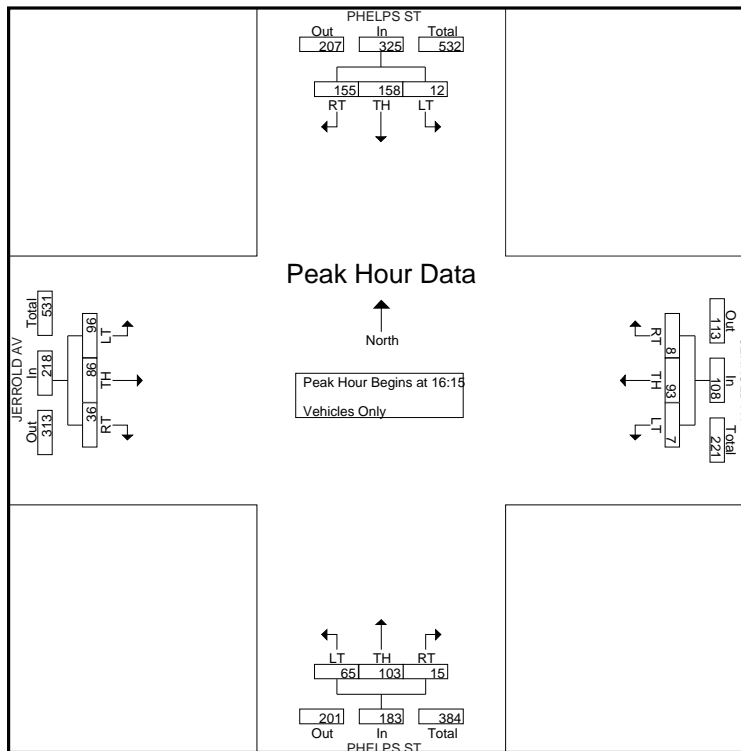 PHELPS ST
Out In Total
207 325 532
155 158 12
RT TH LT
Peak Hour Data
North
Peak Hour Begins at 16:15
Vehicles Only
JERROLD AV
Out In Total
313 218 531
36 86 96
RT TH LT
Out In Total
113 108 221
8 93 7
RT TH LT
LT TH RT
65 103 15
201 183 384
Out In Total
PHELPS ST